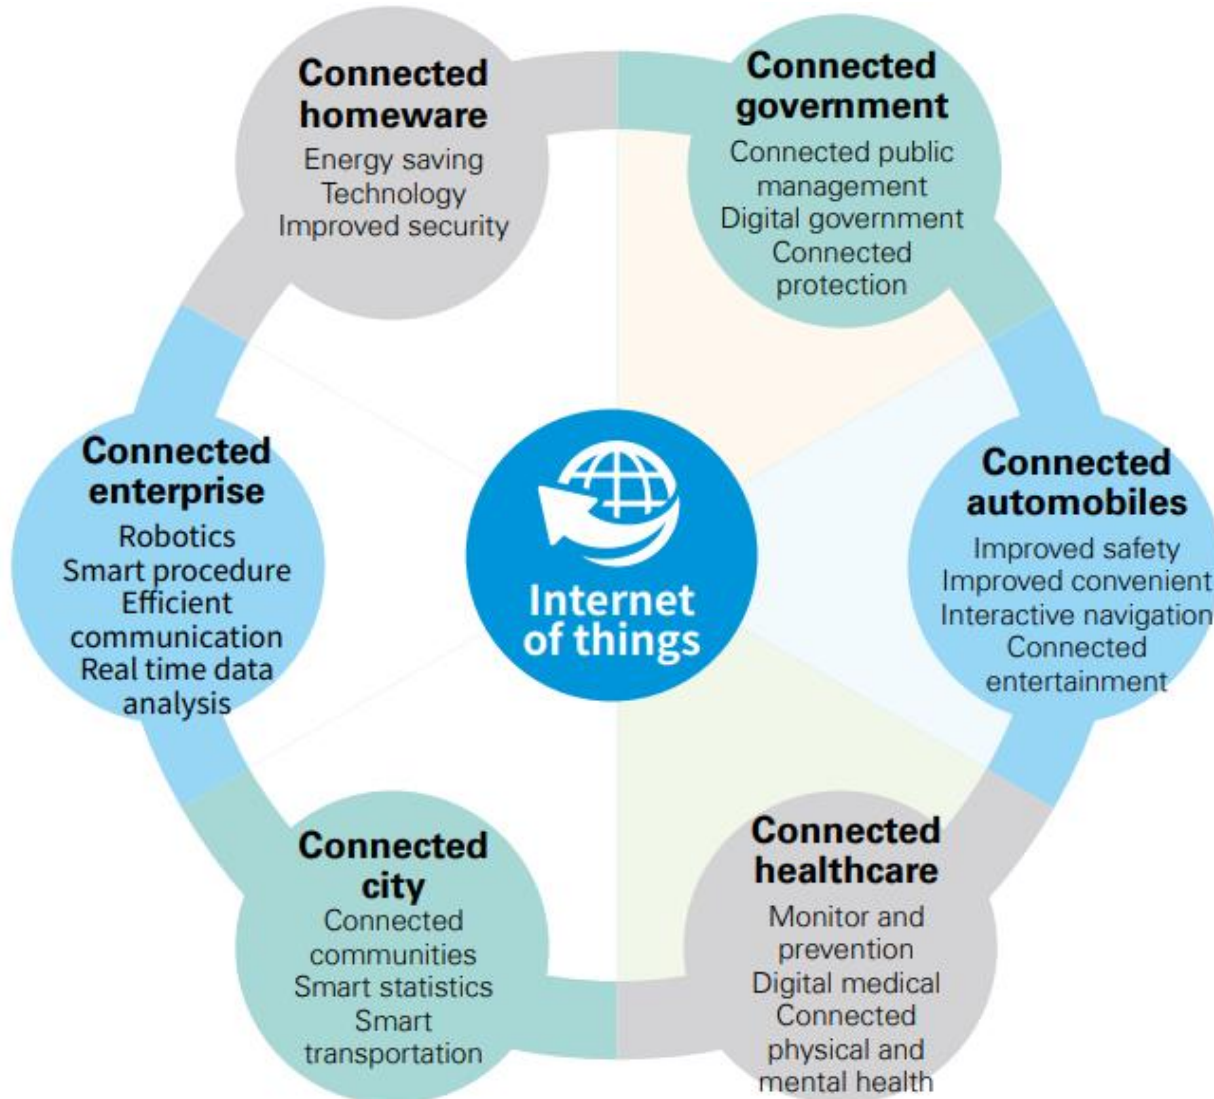 Connected
homeware
Energy saving
Technology
Improved security
Connected
government
Connected public
management
Digital government
Connected
protection
Connected
enterprise
Robotics
Smart procedure
Efficient
communication
Real time data
analysis
Internet
of things
Connected
automobiles
Improved safety
Improved convenient
Interactive navigation
Connected
entertainment
Connected
city
Connected
communities
Smart statistics
Smart
transportation
Connected
healthcare
Monitor and
prevention
Digital medical
Connected
physical and
mental health